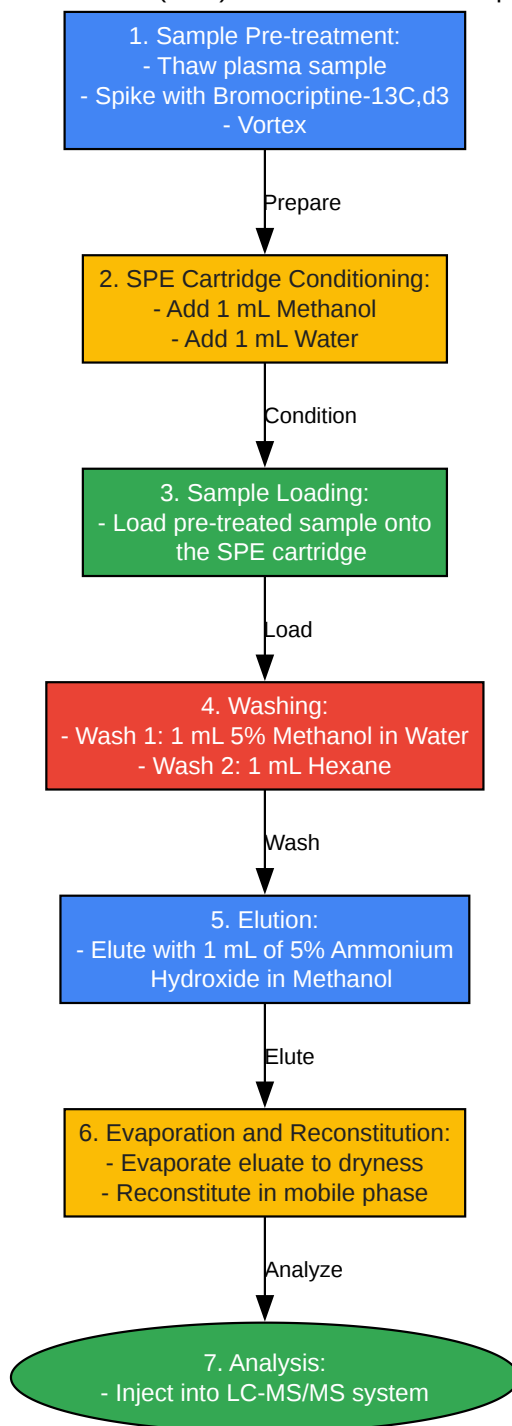 (SPE)
1. Sample Pre-treatment:
- Thaw plasma sample
- Spike with Bromocriptine-13C,d3
- Vortex
Prepare
2. SPE Cartridge Conditioning:
- Add 1 mL Methanol
- Add 1 mL Water
Condition
3. Sample Loading:
- Load pre-treated sample onto
the SPE cartridge
Load
4. Washing:
- Wash 1: 1 mL 5% Methanol in Water
- Wash 2: 1 mL Hexane
Wash
5. Elution:
- Elute with 1 mL of 5% Ammonium
Hydroxide in Methanol
Elute
6. Evaporation and Reconstitution:
- Evaporate eluate to dryness
- Reconstitute in mobile phase
Analyze
7. Analysis:
- Inject into LC-MS/MS system